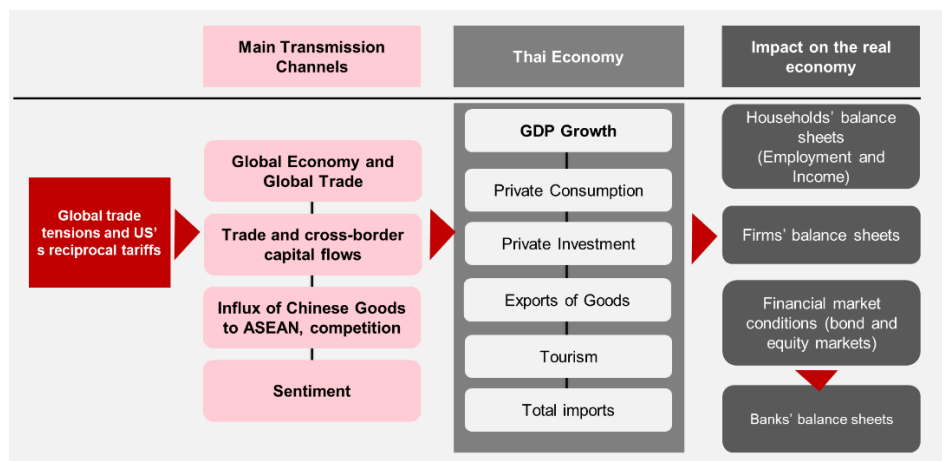 Main Transmission
Channels
Thai Economy
Impact on the real
economy
Global trade
tensions and US'
s reciprocal tariffs
Global Economy and
Global Trade
Trade and cross-border
capital flows
Influx of Chinese Goods
to ASEAN, competition
Sentiment
GDP Growth
Private Consumption
Private Investment
Exports of Goods
Tourism
Total imports
Households' balance
sheets
(Employment and
Income)
Firms' balance sheets
Financial market
conditions (bond and
equity markets)
Banks' balance sheets